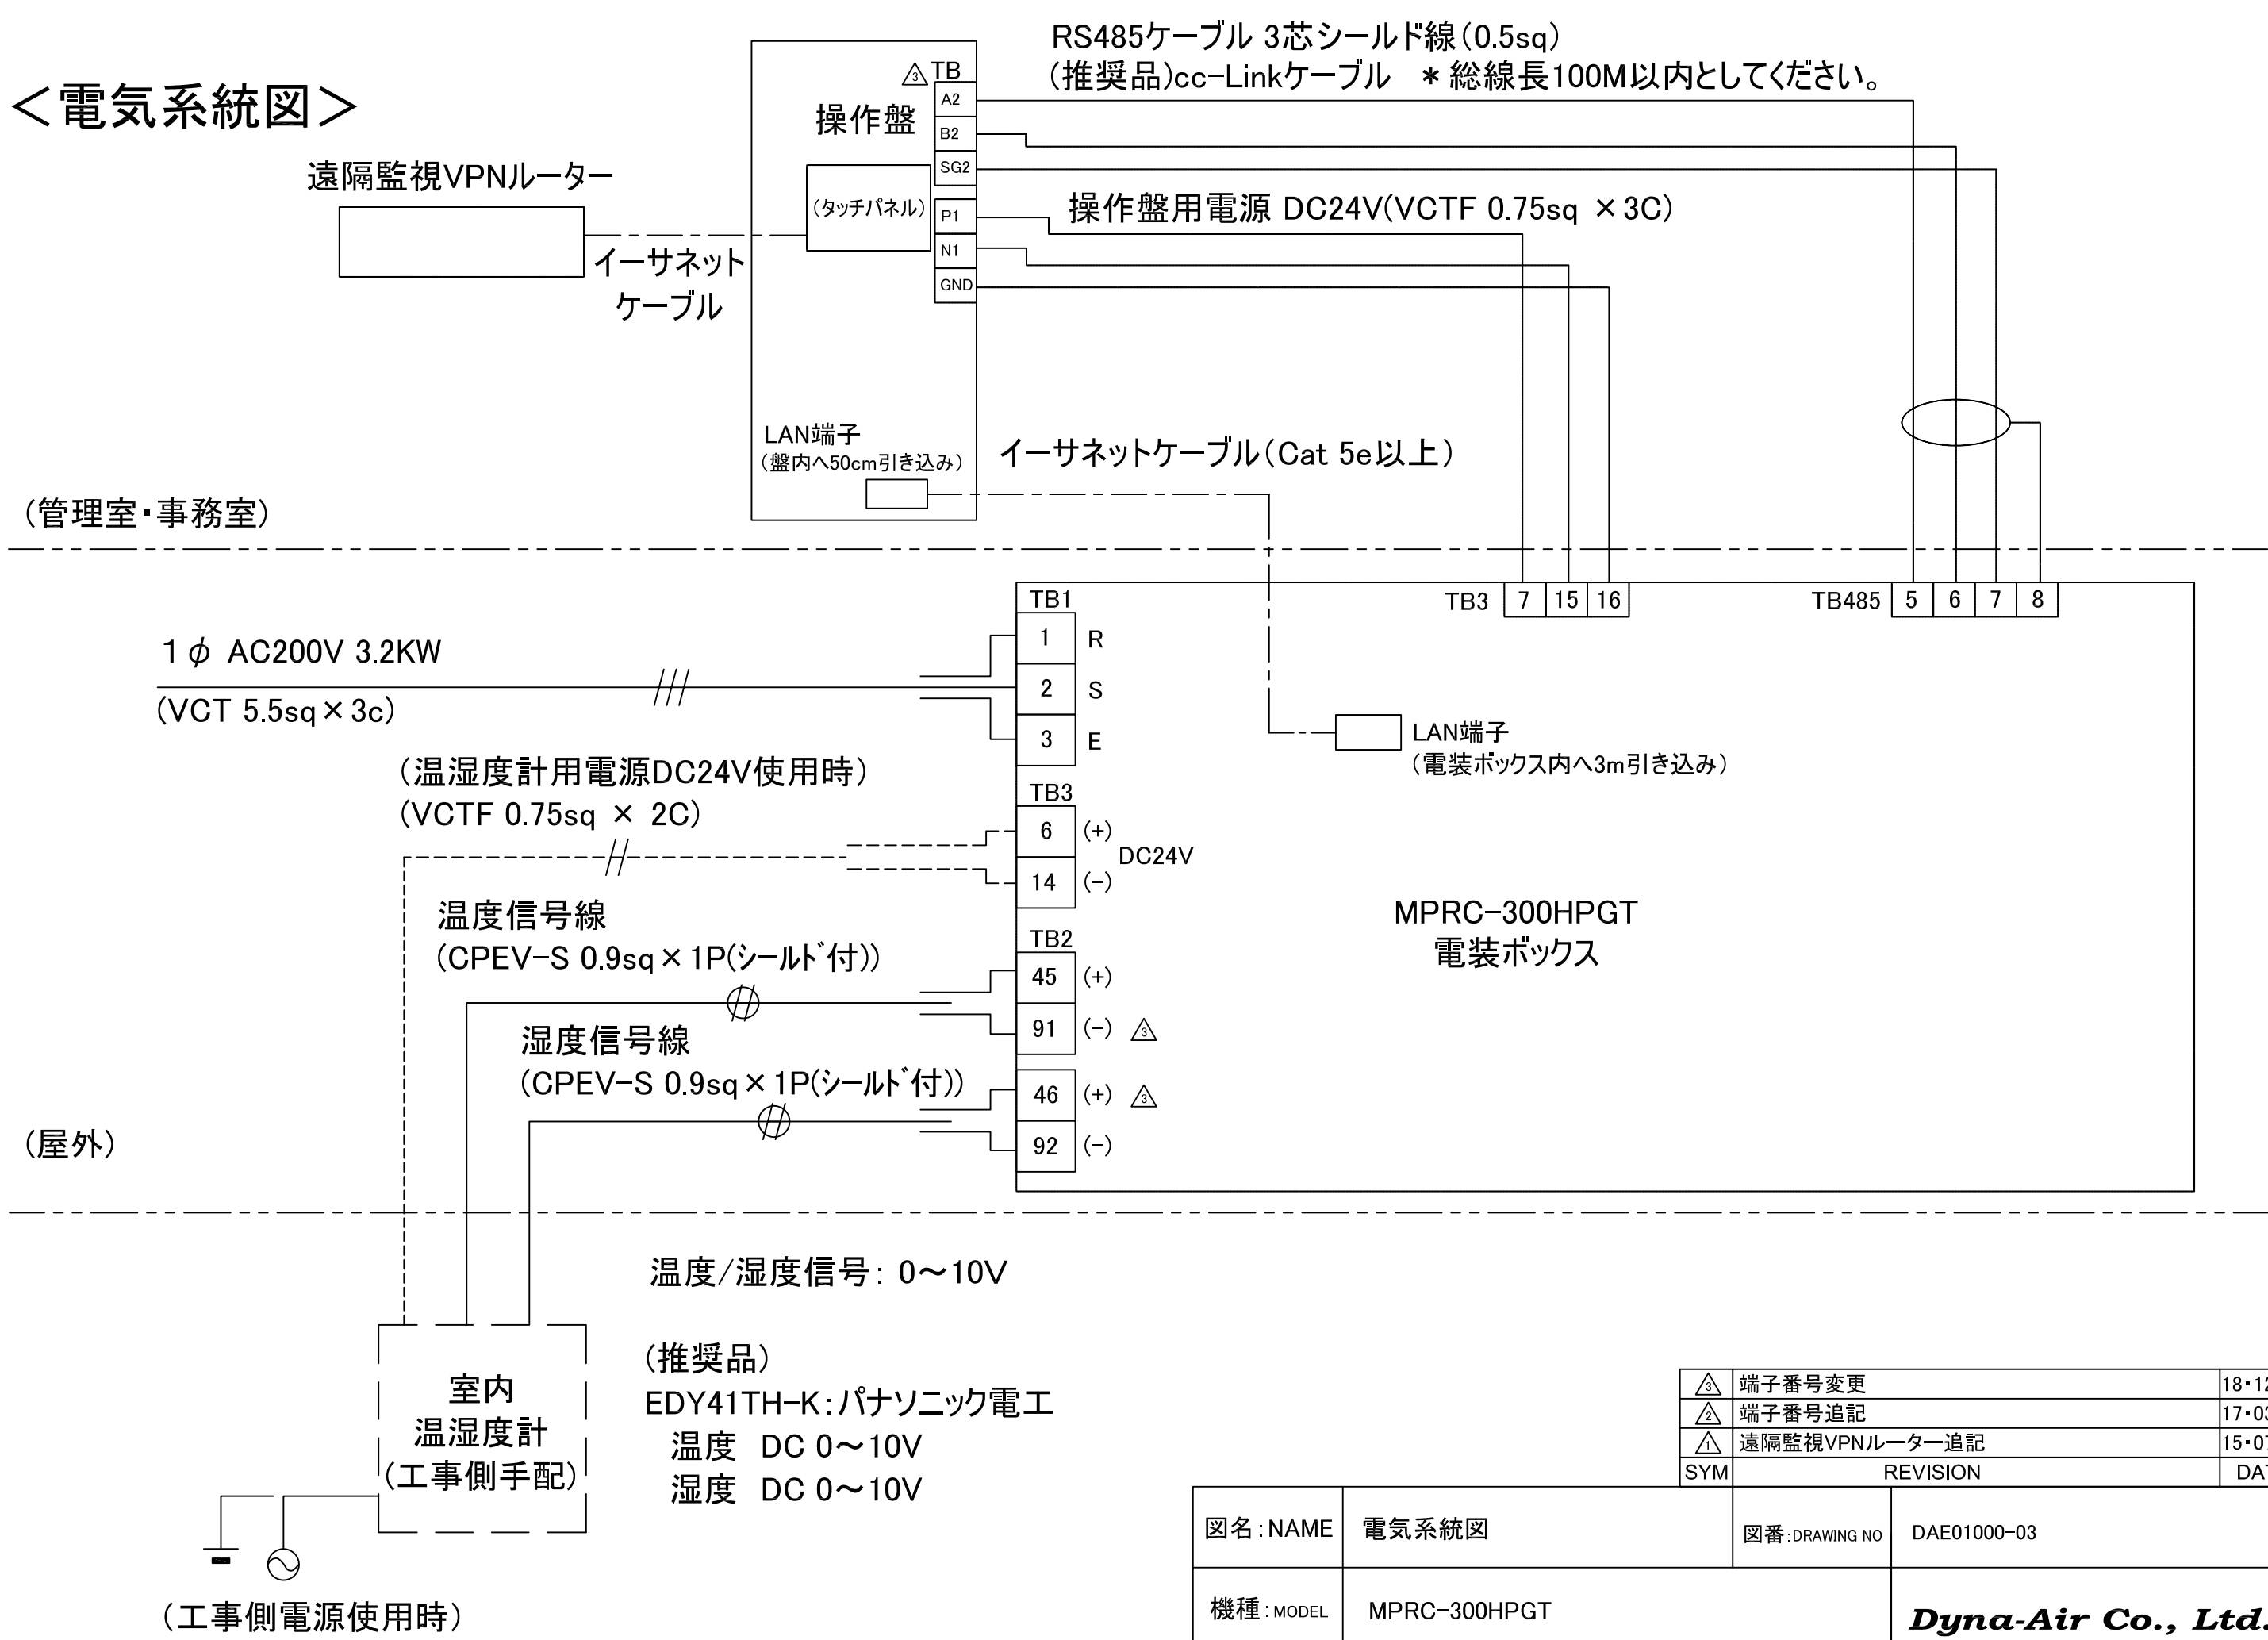 ＜電気系統図＞
RS485ケーブル 3芯シールド線(0.5sq)
(推奨品)cc-Linkケーブル ＊総線長100M以内としてください。
3 TB
操作盤
A2
B2
SG2
遠隔監視VPNルーター
(タッチパネル)
P1
N1
GND
操作盤用電源 DC24V(VCTF 0.75sq ×3C)
イーサネット
ケーブル
LAN端子
(盤内へ50cm引き込み)
イーサネットケーブル(Cat 5e以上)
(管理室・事務室)
TB3 7 15 16
TB485 5 6 7 8
TB1
1 R
2 S
3 E
1φ AC200V 3.2KW
(VCT 5.5sq×3c)
LAN端子
(電装ボックス内へ3m引き込み)
(温湿度計用電源DC24V使用時)
(VCTF 0.75sq × 2C)
TB3
6 (+)
DC24V
14 (-)
MPRC-300HPGT
電装ボックス
温度信号線
(CPEV-S 0.9sq×1P(シールド付))
TB2
45 (+)
91 (-) 3
湿度信号線
(CPEV-S 0.9sq×1P(シールド付))
46 (+) 3
92 (-)
(屋外)
温度/湿度信号: 0～10V
(推奨品)
EDY41TH-K:パナソニック電工
温度 DC 0～10V
湿度 DC 0～10V
室内
温湿度計
(工事側手配)
(工事側電源使用時)
3 端子番号変更 18・12
2 端子番号追記 17・03
1 遠隔監視VPNルーター追記 15・07
SYM REVISION DAT
図名:NAME 電気系統図 図番:DRAWING NO DAE01000-03
機種:MODEL MPRC-300HPGT Dyna-Air Co., Ltd.